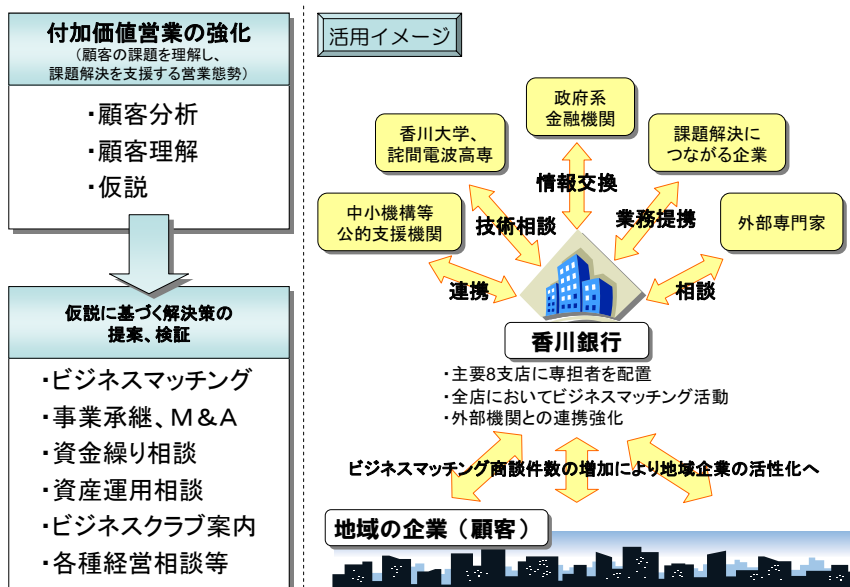 付加価値営業の強化
（顧客の課題を理解し、
課題解決を支援する営業態勢）
・顧客分析
・顧客理解
・仮説
仮説に基づく解決策の
提案、検証
・ビジネスマッチング
・事業承継、M＆A
・資金繰り相談
・資産運用相談
・ビジネスクラブ案内
・各種経営相談等
活用イメージ
政府系
金融機関
香川大学、
詫間電波高専
課題解決に
つながる企業
中小機構等
公的支援機関
外部専門家
情報交換
技術相談
業務提携
連携
相談
香川銀行
・主要8支店に専担者を配置
・全店においてビジネスマッチング活動
・外部機関との連携強化
ビジネスマッチング商談件数の増加により地域企業の活性化へ
地域の企業（顧客）